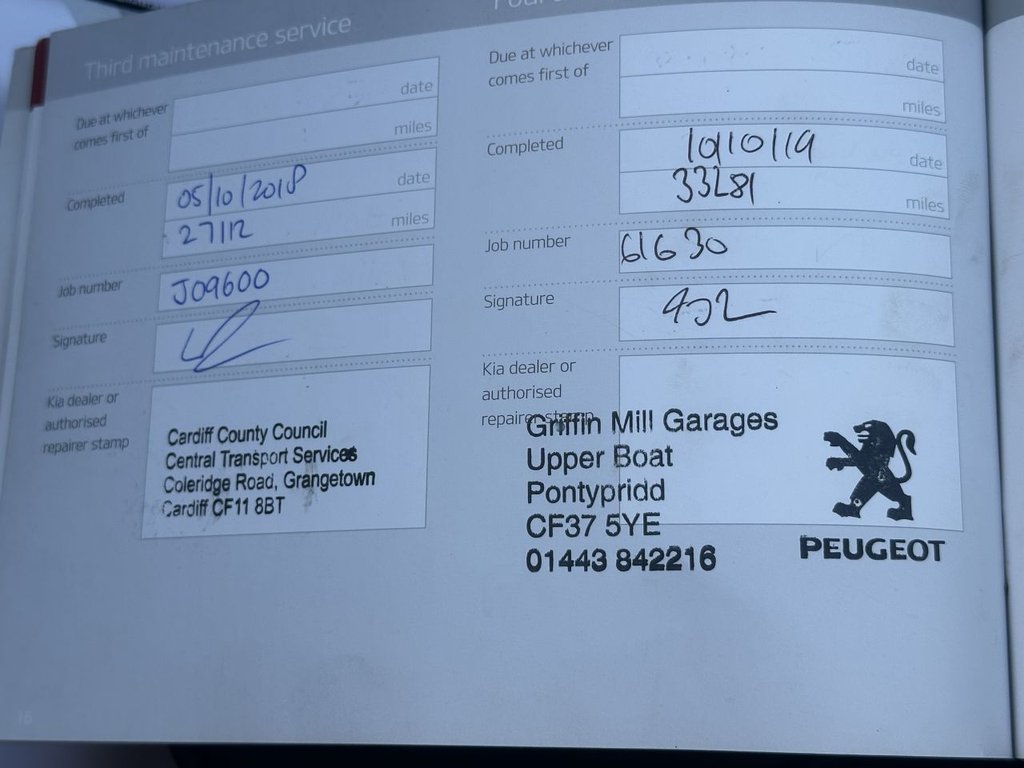 Third maintenance service
Due at whichever
comes first of
date
miles
Completed
05/10/2018
date
27112
miles
Job number
J09600
Signature
Kia dealer or
authorised
repairer stamp
Cardiff County Council
Central Transport Services
Coleridge Road, Grangetown
Cardiff CF11 8BT
16
Due at whichever
comes first of
date
miles
Completed
10/10/19
date
33281
miles
Job number
61630
Signature
Kia dealer or
authorised
repairer stamp
Griffin Mill Garages
Upper Boat
Pontypridd
CF37 5YE
01443 842216
PEUGEOT